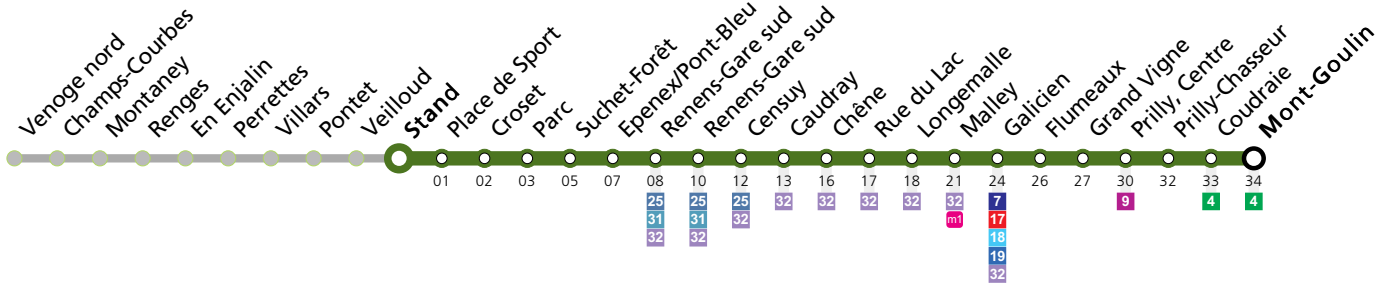 Venoge nord
Champs-Courbes
Montaney
Renges
En Enjalin
Perrettes
Villars
Pontet
Veilloud
Stand
Place de Sport
Croset
Parc
Suchet-Forêt
Epenex/Pont-Bleu
Renens-Gare sud
Renens-Gare sud
Censuy
Caudray
Chêne
Rue du Lac
Longemalle
Malley
Galicien
Flumeaux
Grand Vigne
Prilly, Centre
Prilly-Chasseur
Coudraie
Mont-Goulin
01 02 03 05 07 08 10 12 13 16 17 18 21 24 26 27 30 32 33 34
25 25 25 32 32 32 32 32 7 9 4 4
31 31 32 m1 17
32 32 18
19
32